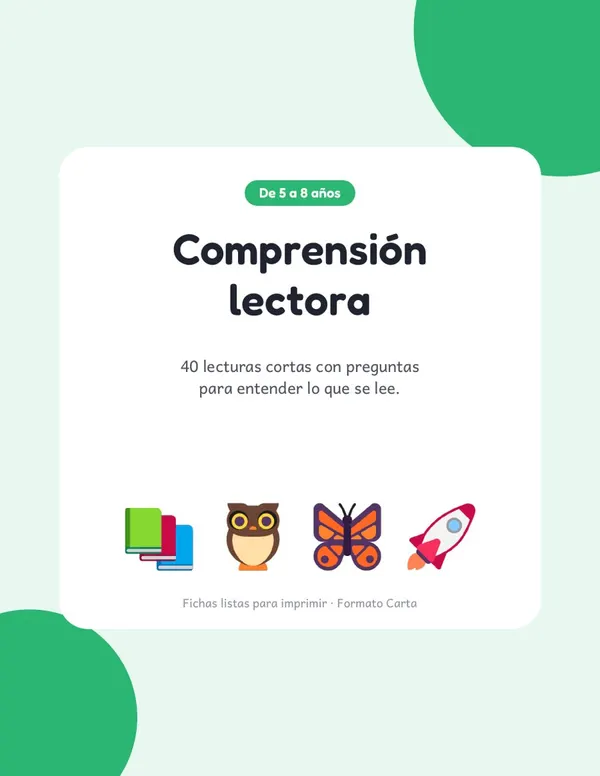 De 5 a 8 años
Comprensión
lectora
40 lecturas cortas con preguntas
para entender lo que se lee.
Fichas listas para imprimir · Formato Carta